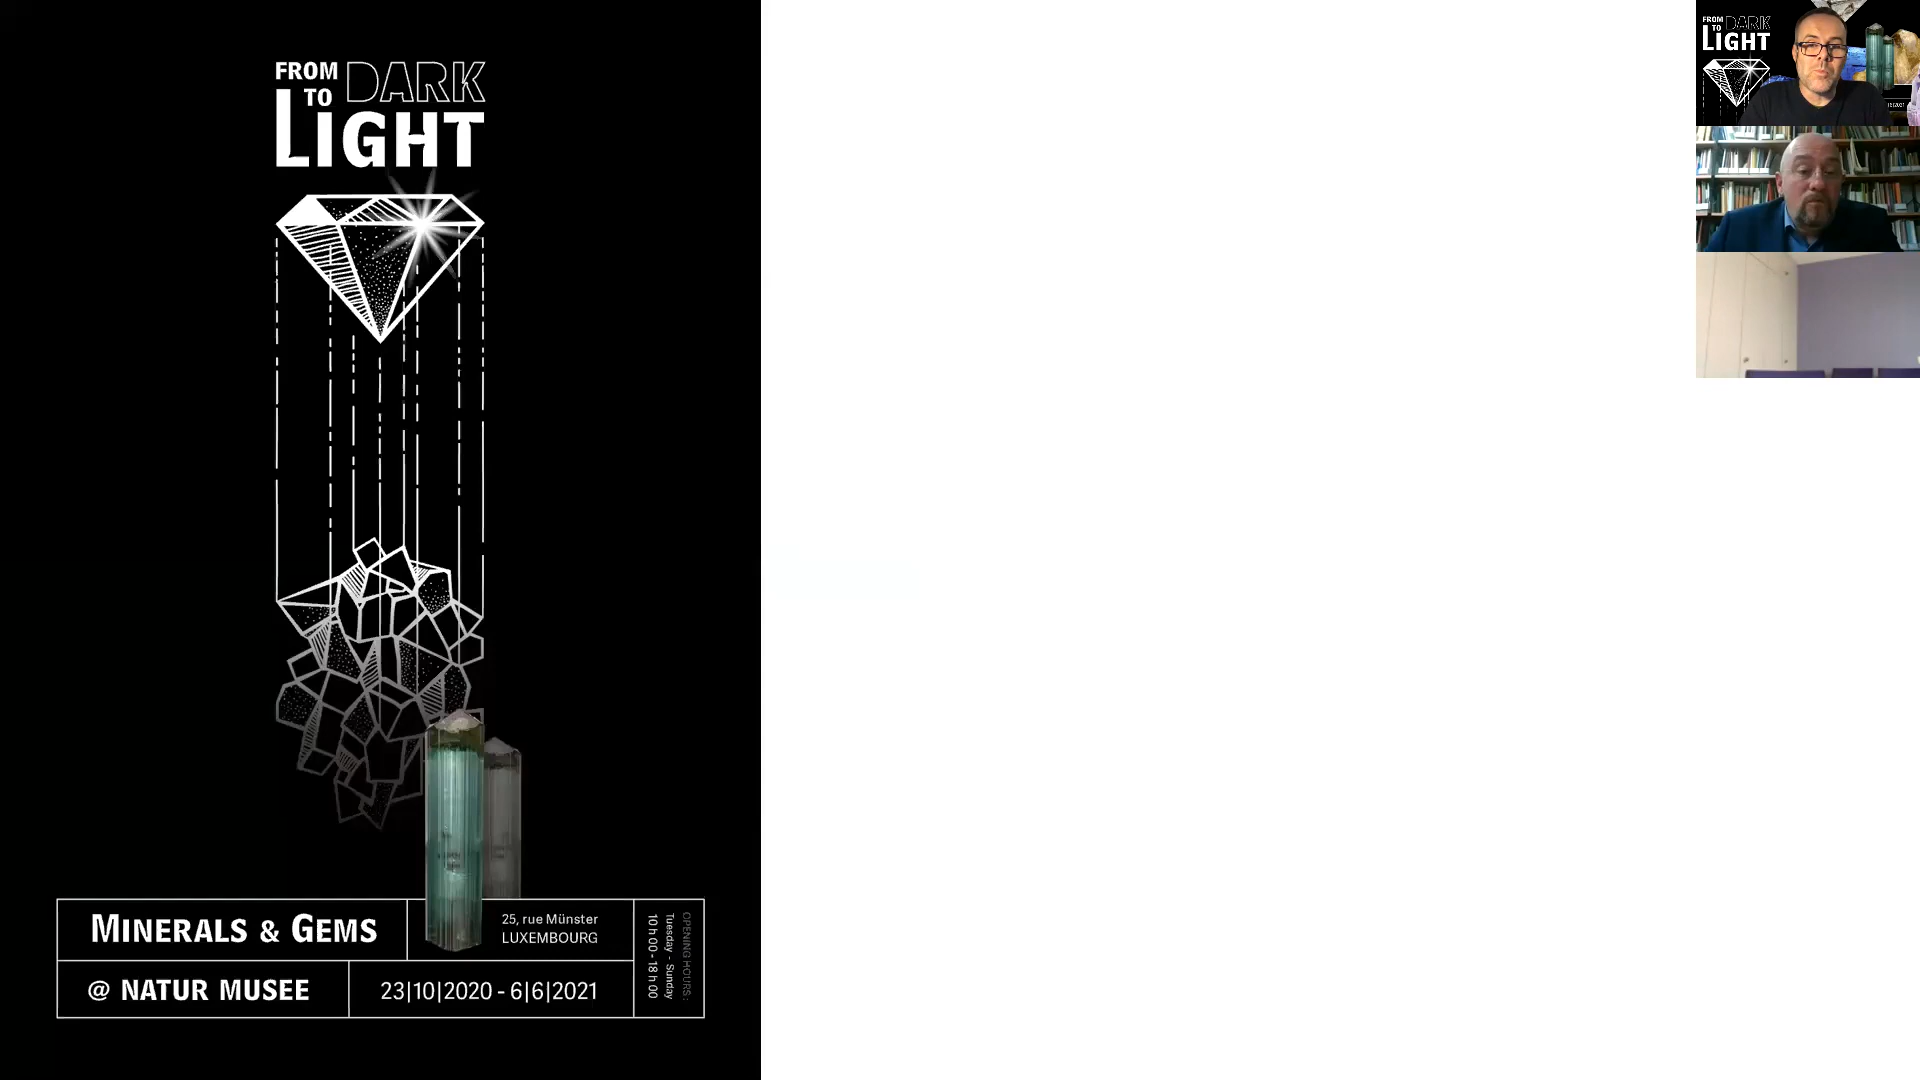 FROM DARK
TO
LIGHT
MINERALS & GEMS
25, rue Münster
LUXEMBOURG
@ NATUR MUSEE
23|10|2020 - 6|6|2021
OPENING HOURS:
Tuesday - Sunday
10 h 00 - 18 h 00
FROM DARK
TO
LIGHT